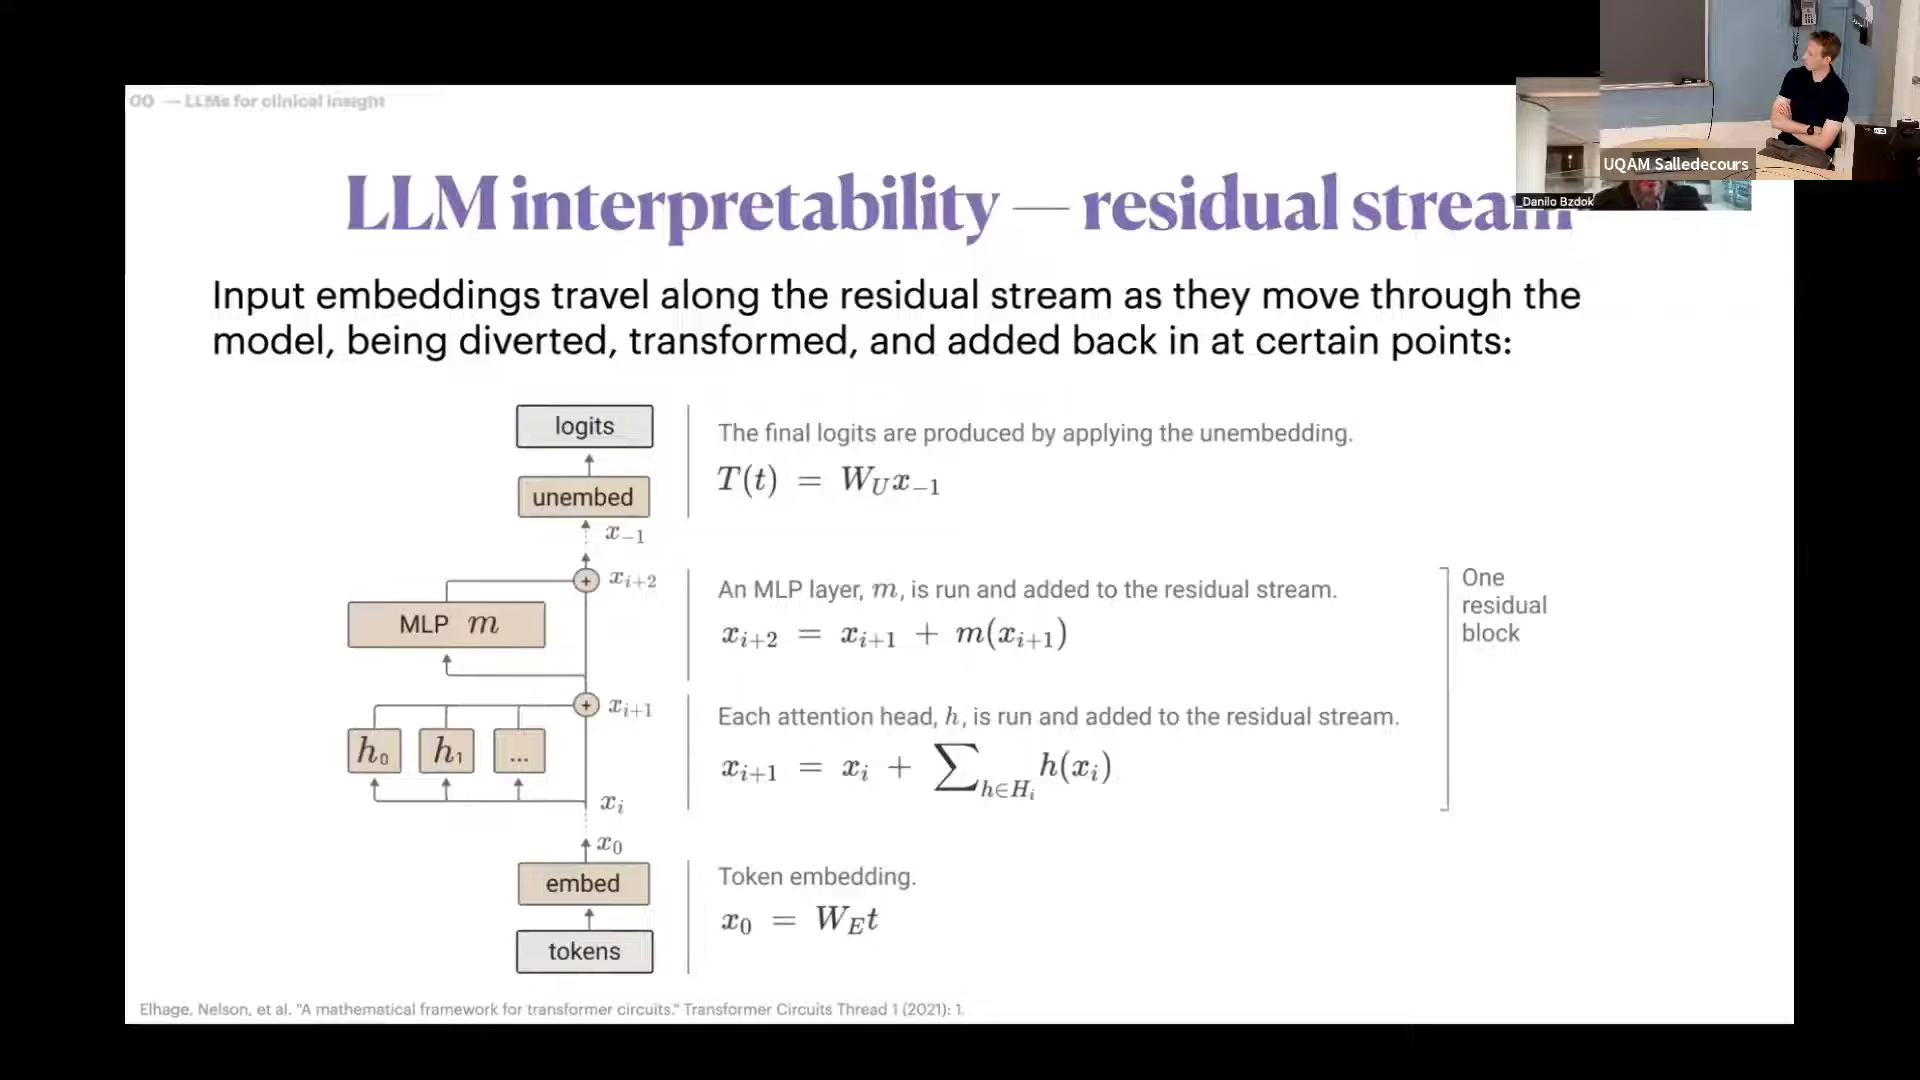 00 — LLMs for clinical insight
UQAM Salledecours
_Danilo Bzdok
LLM interpretability — residual stream
Input embeddings travel along the residual stream as they move through the
model, being diverted, transformed, and added back in at certain points:
logits
The final logits are produced by applying the unembedding.
T(t) = W_U x_{-1}
unembed
x_{-1}
x_{i+2}
An MLP layer, m, is run and added to the residual stream.
One
residual
block
MLP m
x_{i+2} = x_{i+1} + m(x_{i+1})
x_{i+1}
Each attention head, h, is run and added to the residual stream.
h_0 h_1 ...
x_{i+1} = x_i + ∑_{h∈H_i} h(x_i)
x_i
x_0
embed
Token embedding.
x_0 = W_E t
tokens
Elhage, Nelson, et al. "A mathematical framework for transformer circuits." Transformer Circuits Thread 1 (2021): 1.